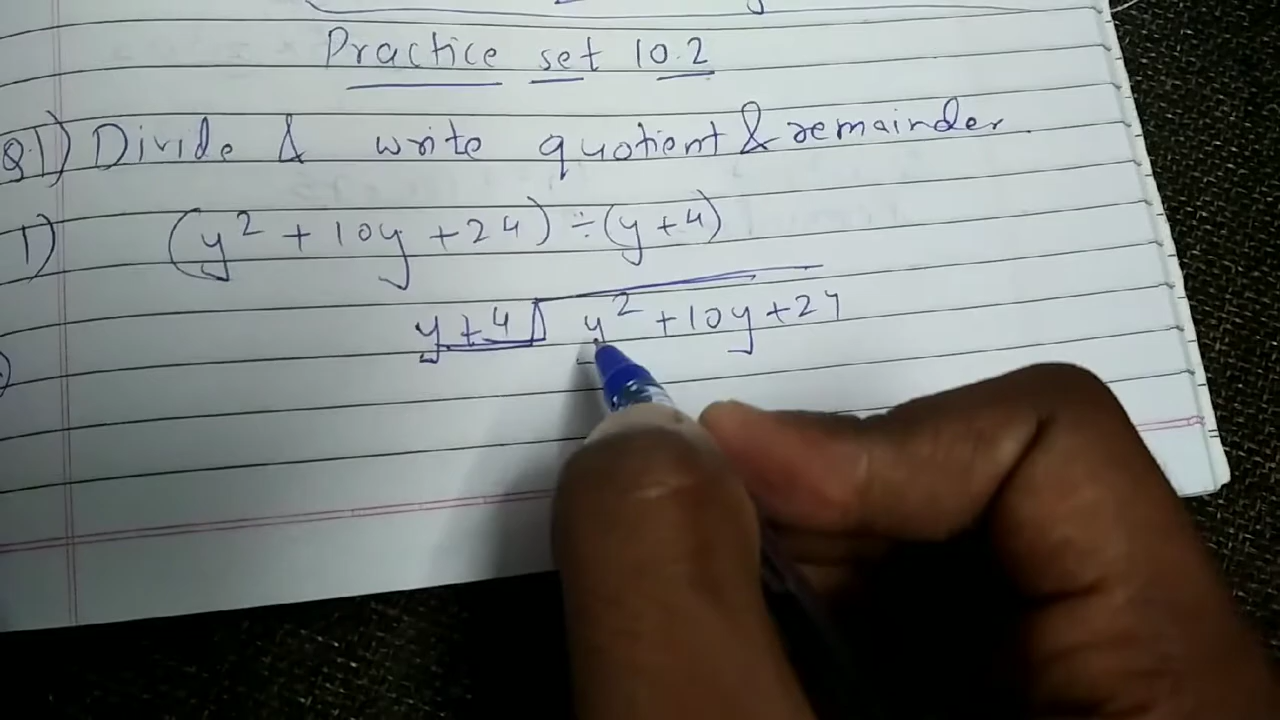 Practice set 10.2
Q.1) Divide & write quotient & remainder
1) (y² + 10y + 24) ÷ (y + 4)
y + 4 y² + 10y + 24